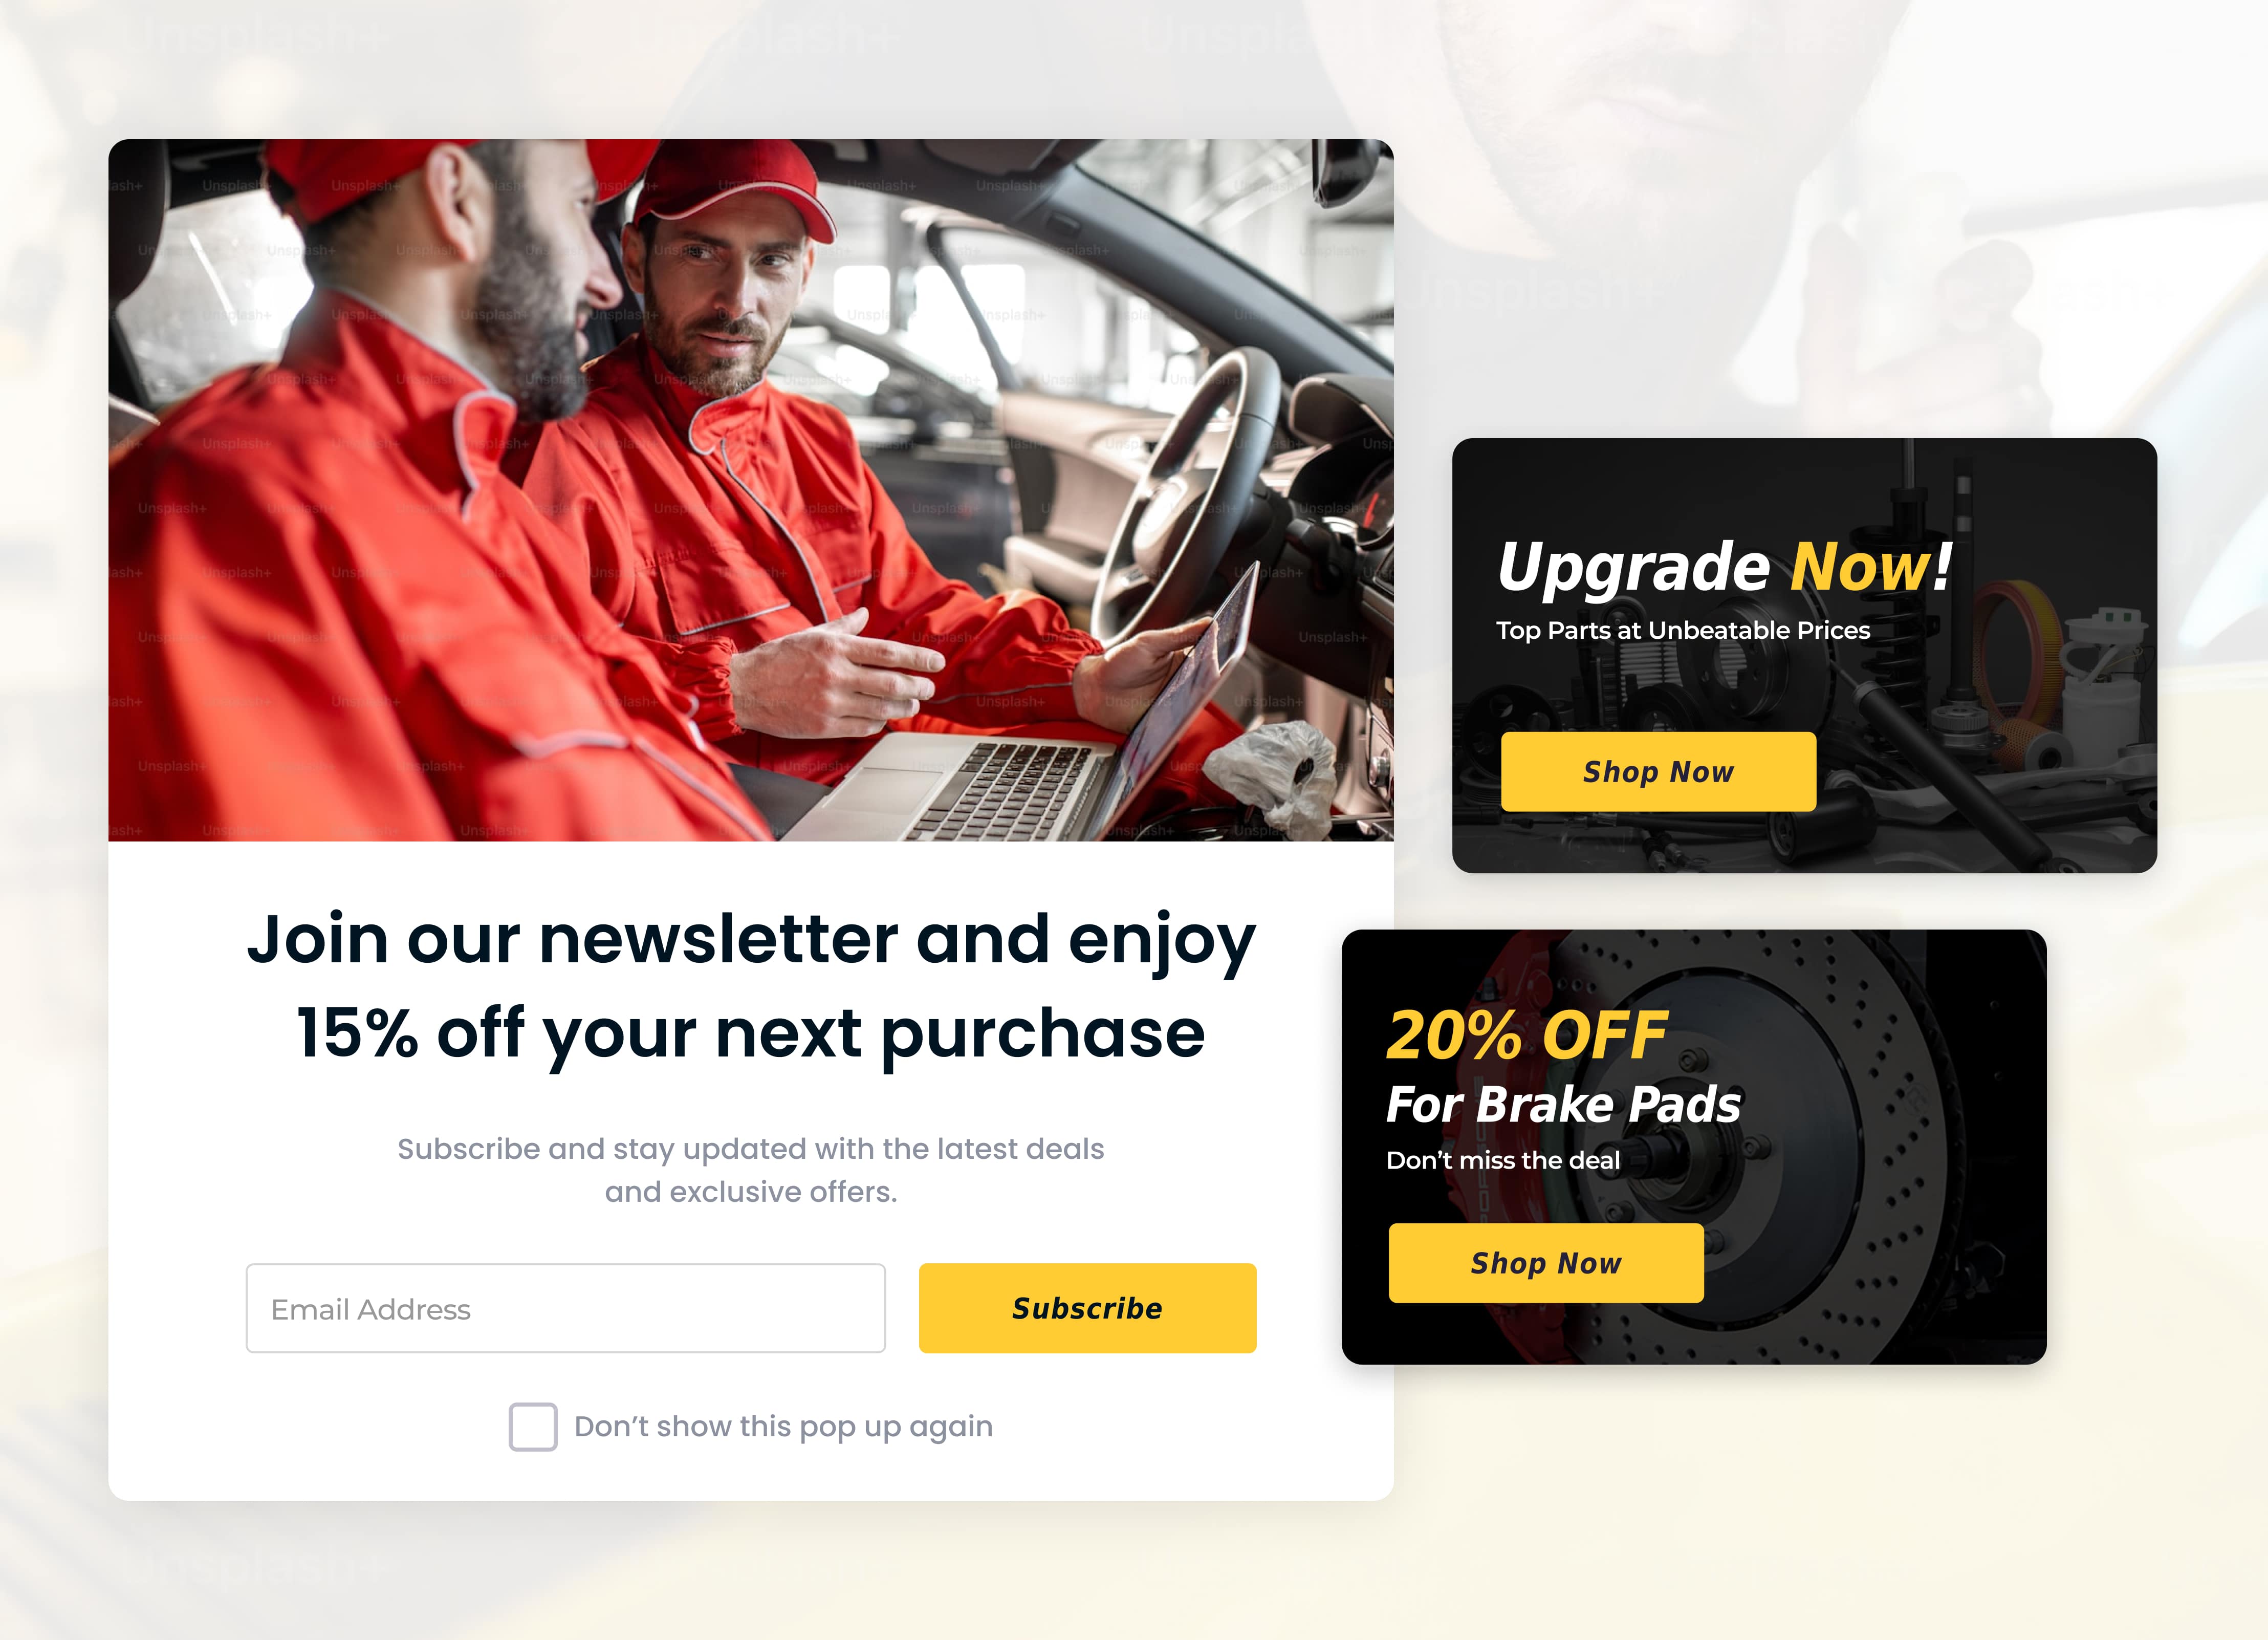 Join our newsletter and enjoy
15% off your next purchase
Subscribe and stay updated with the latest deals
and exclusive offers.
Email Address
Subscribe
Don’t show this pop up again
Upgrade Now!
Top Parts at Unbeatable Prices
Shop Now
20% OFF
For Brake Pads
Don’t miss the deal
Shop Now
Unsplash+